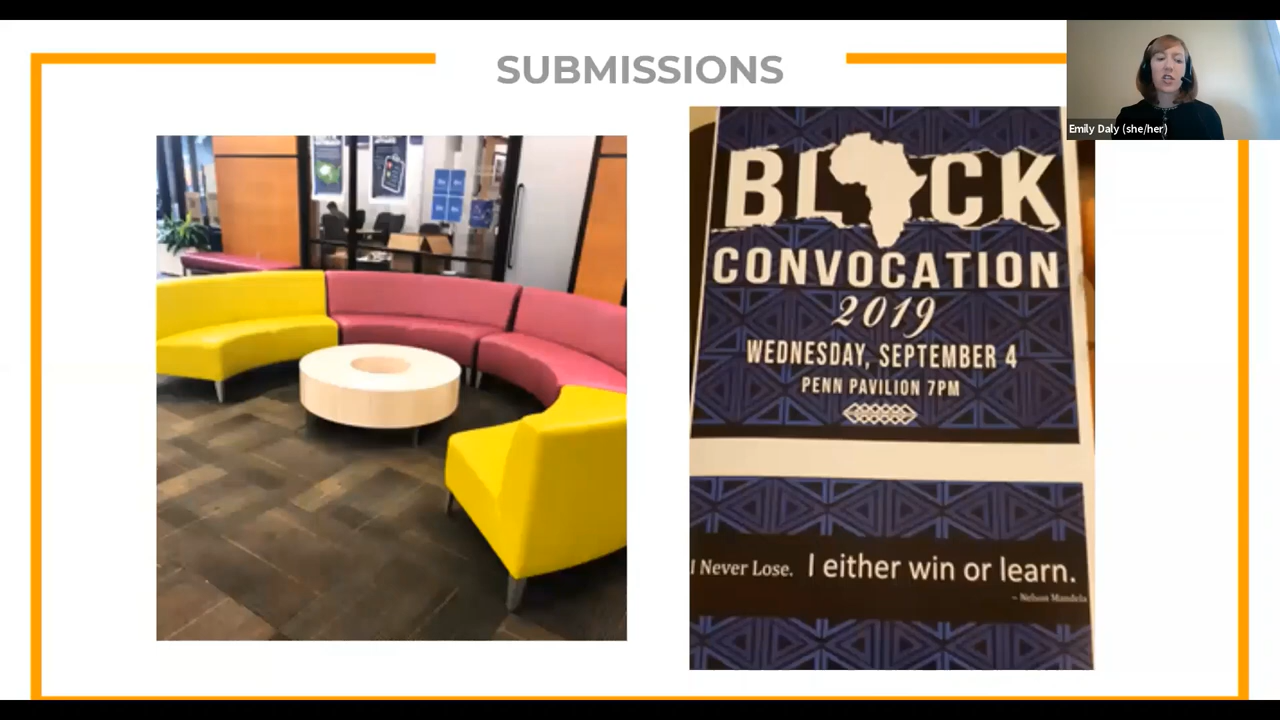 SUBMISSIONS
Emily Daly (she/her)
BLACK
CONVOCATION
2019
WEDNESDAY, SEPTEMBER 4
PENN PAVILION 7PM
I Never Lose. I either win or learn.
~ Nelson Mandela